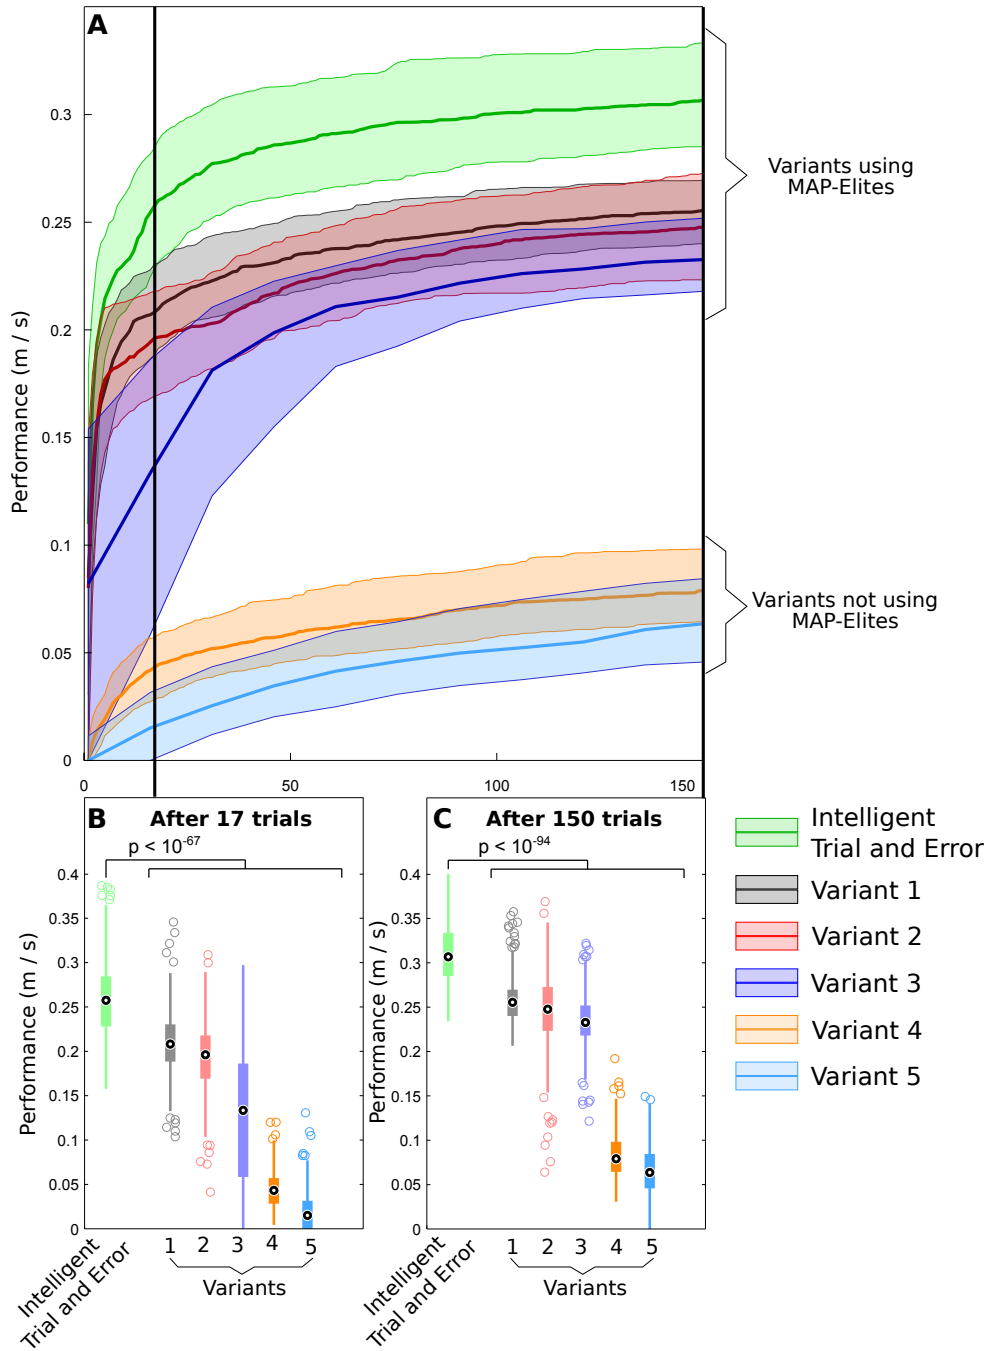 A
Performance (m / s)
0.3
0.25
0.2
0.15
0.1
0.05
0
0
50
100
150
Variants using
MAP-Elites
Variants not using
MAP-Elites
B
After 17 trials
p < 10^-67
Performance (m / s)
0.4
0.35
0.3
0.25
0.2
0.15
0.1
0.05
0
Intelligent
Trial and Error
1 2 3 4 5
Variants
C
After 150 trials
p < 10^-94
Performance (m / s)
0.4
0.35
0.3
0.25
0.2
0.15
0.1
0.05
0
Intelligent
Trial and Error
1 2 3 4 5
Variants
Intelligent
Trial and Error
Variant 1
Variant 2
Variant 3
Variant 4
Variant 5